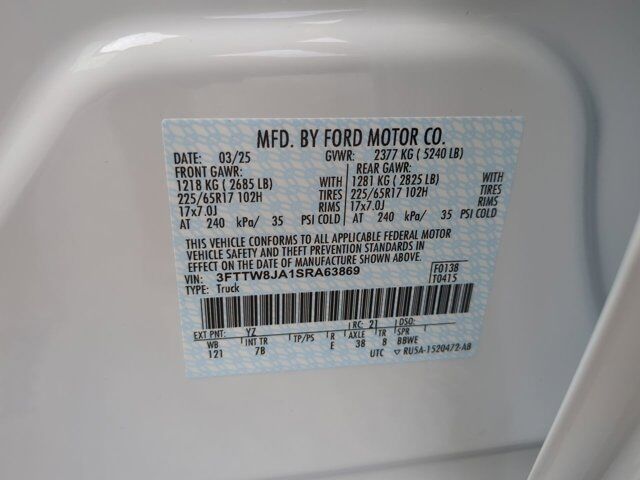 MFD. BY FORD MOTOR CO.
DATE: 03/25 GVWR: 2377 KG ( 5240 LB)
FRONT GAWR: REAR GAWR:
1218 KG ( 2685 LB) WITH 1281 KG ( 2825 LB) WITH
225/65R17 102H TIRES 225/65R17 102H TIRES
17x7.0J RIMS 17x7.0J RIMS
AT 240 kPa/ 35 PSI COLD AT 240 kPa/ 35 PSI COLD
THIS VEHICLE CONFORMS TO ALL APPLICABLE FEDERAL MOTOR
VEHICLE SAFETY AND THEFT PREVENTION STANDARDS IN
EFFECT ON THE DATE OF MANUFACTURE SHOWN ABOVE.
VIN: 3FTTW8JA1SRA63869 F0138
TYPE: Truck T0415
EXT PNT: YZ RC: 21 DSO:
WB INT TR TP/PS R AXLE TR SPR
121 7B E 38 8 BBWE
UTC RU5A-1520472-AB